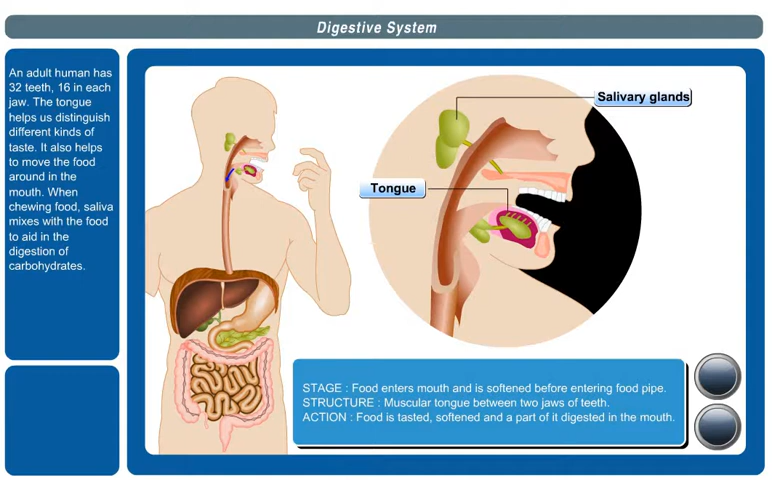 Digestive System
An adult human has
32 teeth, 16 in each
jaw. The tongue
helps us distinguish
different kinds of
taste. It also helps
to move the food
around in the
mouth. When
chewing food, saliva
mixes with the food
to aid in the
digestion of
carbohydrates.
Salivary glands
Tongue
STAGE : Food enters mouth and is softened before entering food pipe.
STRUCTURE : Muscular tongue between two jaws of teeth.
ACTION : Food is tasted, softened and a part of it digested in the mouth.